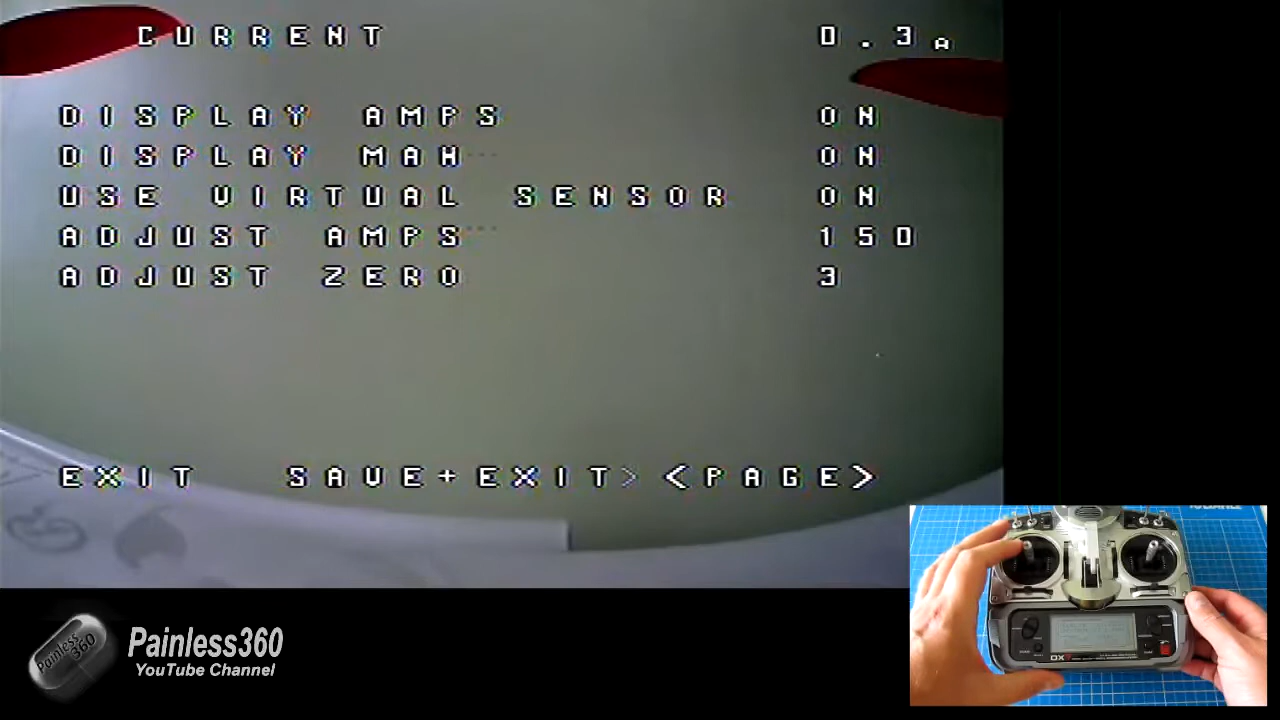 CURRENT 0.3A
DISPLAY AMPS ON
DISPLAY MAH ON
USE VIRTUAL SENSOR ON
ADJUST AMPS 150
ADJUST ZERO 3
EXIT SAVE+EXIT> <PAGE>
Painless360
Painless360
YouTube Channel
DX7